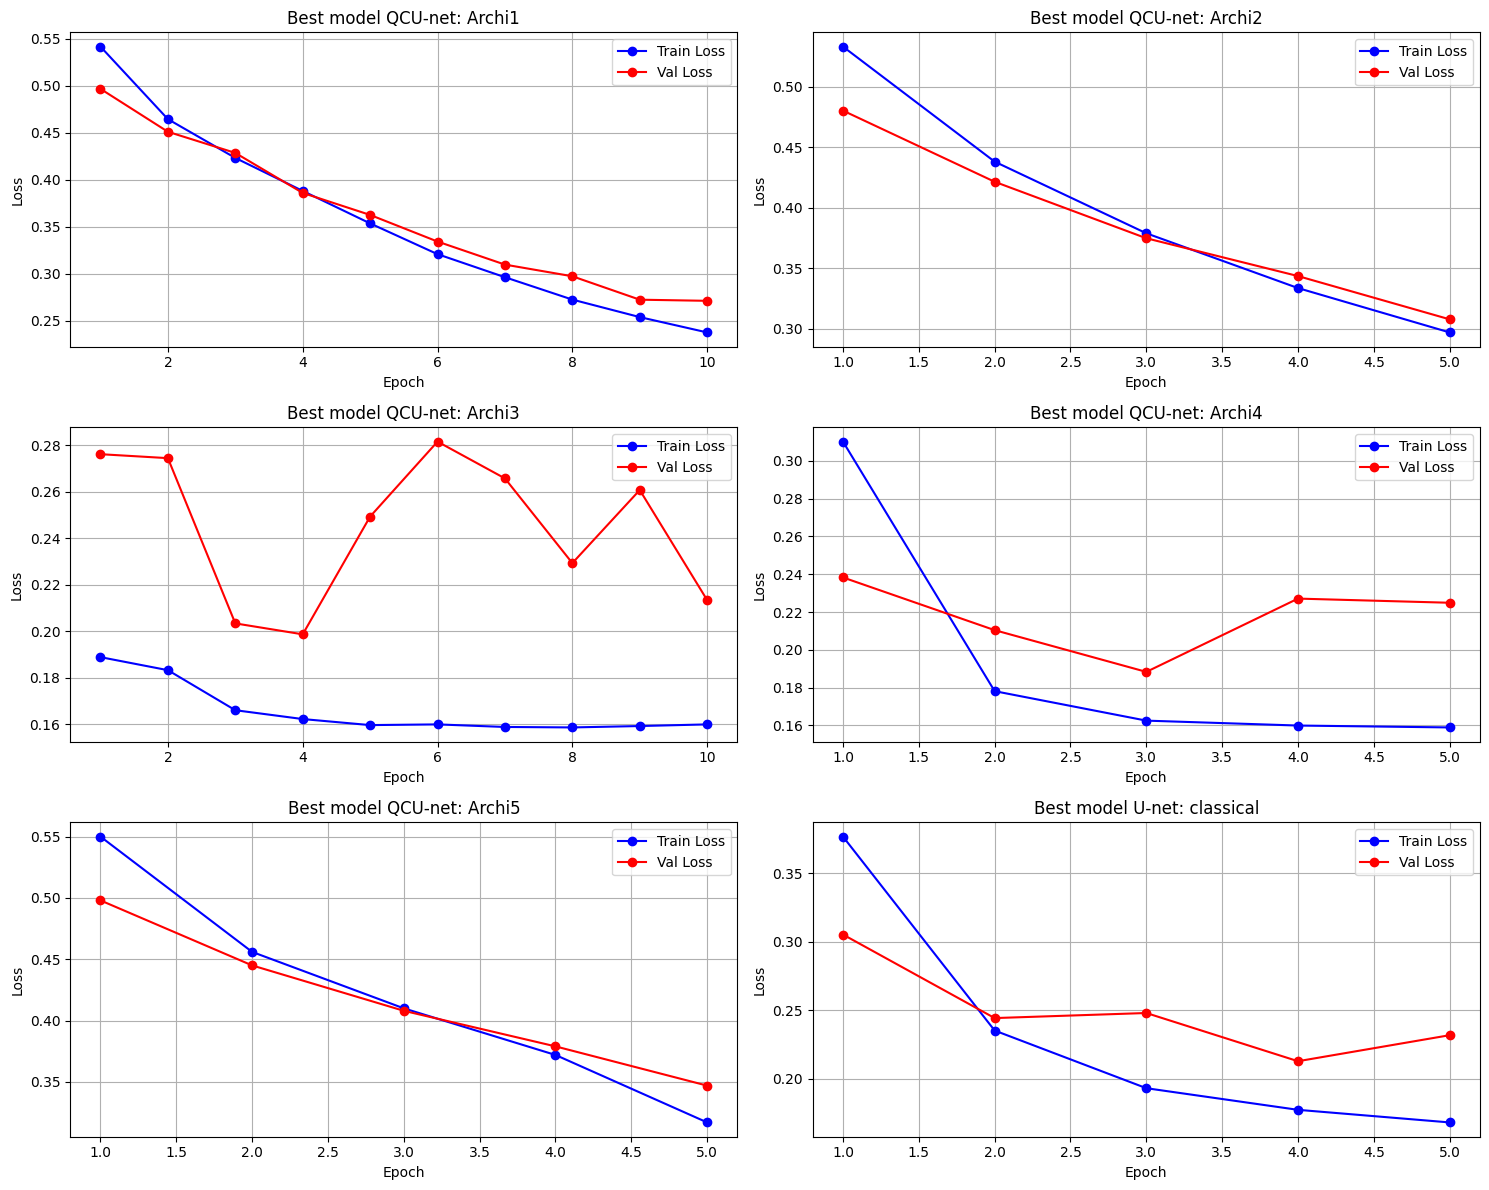 Best model QCU-net: Archi1
Train Loss
Val Loss
Loss
0.55
0.50
0.45
0.40
0.35
0.30
0.25
2 4 6 8 10
Epoch
Best model QCU-net: Archi2
Train Loss
Val Loss
Loss
0.50
0.45
0.40
0.35
0.30
1.0 1.5 2.0 2.5 3.0 3.5 4.0 4.5 5.0
Epoch
Best model QCU-net: Archi3
Train Loss
Val Loss
Loss
0.28
0.26
0.24
0.22
0.20
0.18
0.16
2 4 6 8 10
Epoch
Best model QCU-net: Archi4
Train Loss
Val Loss
Loss
0.30
0.28
0.26
0.24
0.22
0.20
0.18
0.16
1.0 1.5 2.0 2.5 3.0 3.5 4.0 4.5 5.0
Epoch
Best model QCU-net: Archi5
Train Loss
Val Loss
Loss
0.55
0.50
0.45
0.40
0.35
1.0 1.5 2.0 2.5 3.0 3.5 4.0 4.5 5.0
Epoch
Best model U-net: classical
Train Loss
Val Loss
Loss
0.35
0.30
0.25
0.20
1.0 1.5 2.0 2.5 3.0 3.5 4.0 4.5 5.0
Epoch